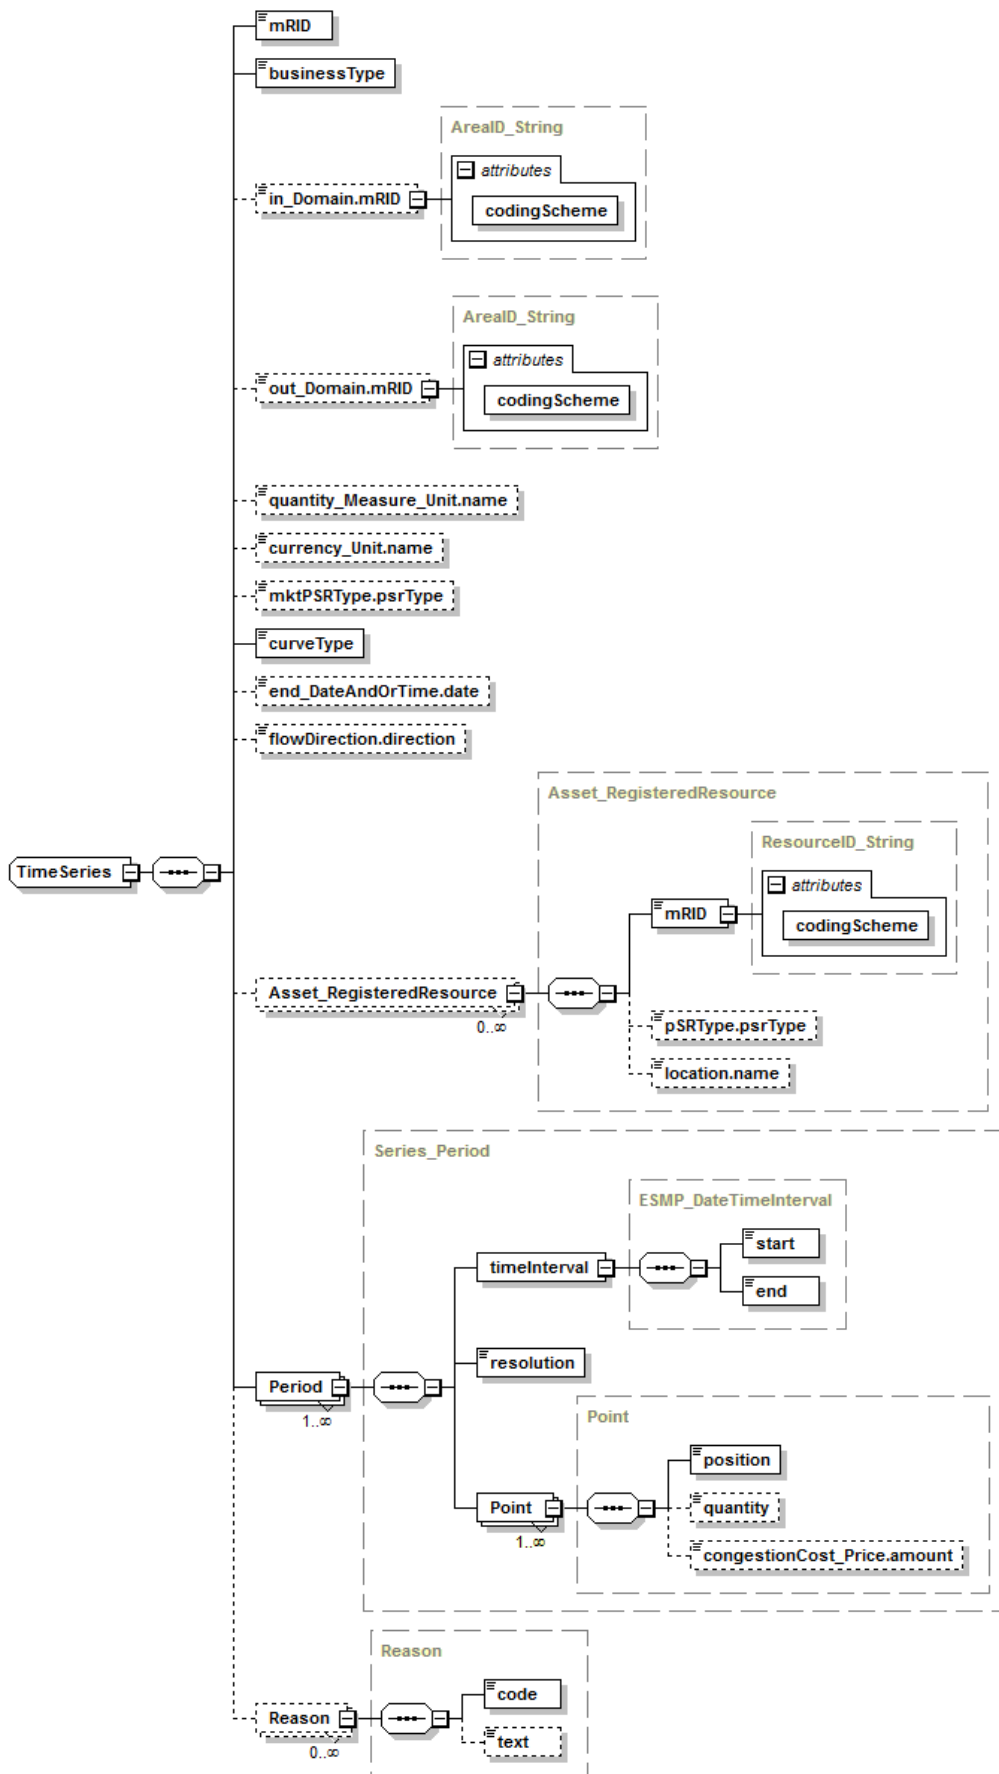 mRID
businessType
AreaID_String
attributes
in_Domain.mRID
codingScheme
AreaID_String
attributes
out_Domain.mRID
codingScheme
quantity_Measure_Unit.name
currency_Unit.name
mktPSRType.psrType
curveType
end_DateAndOrTime.date
flowDirection.direction
Asset_RegisteredResource
ResourceID_String
TimeSeries
attributes
mRID
codingScheme
Asset_RegisteredResource
0..∞
pSRType.psrType
location.name
Series_Period
ESMP_DateTimeInterval
start
timeInterval
end
resolution
Period
1..∞
Point
position
Point
quantity
1..∞
congestionCost_Price.amount
Reason
code
Reason
text
0..∞